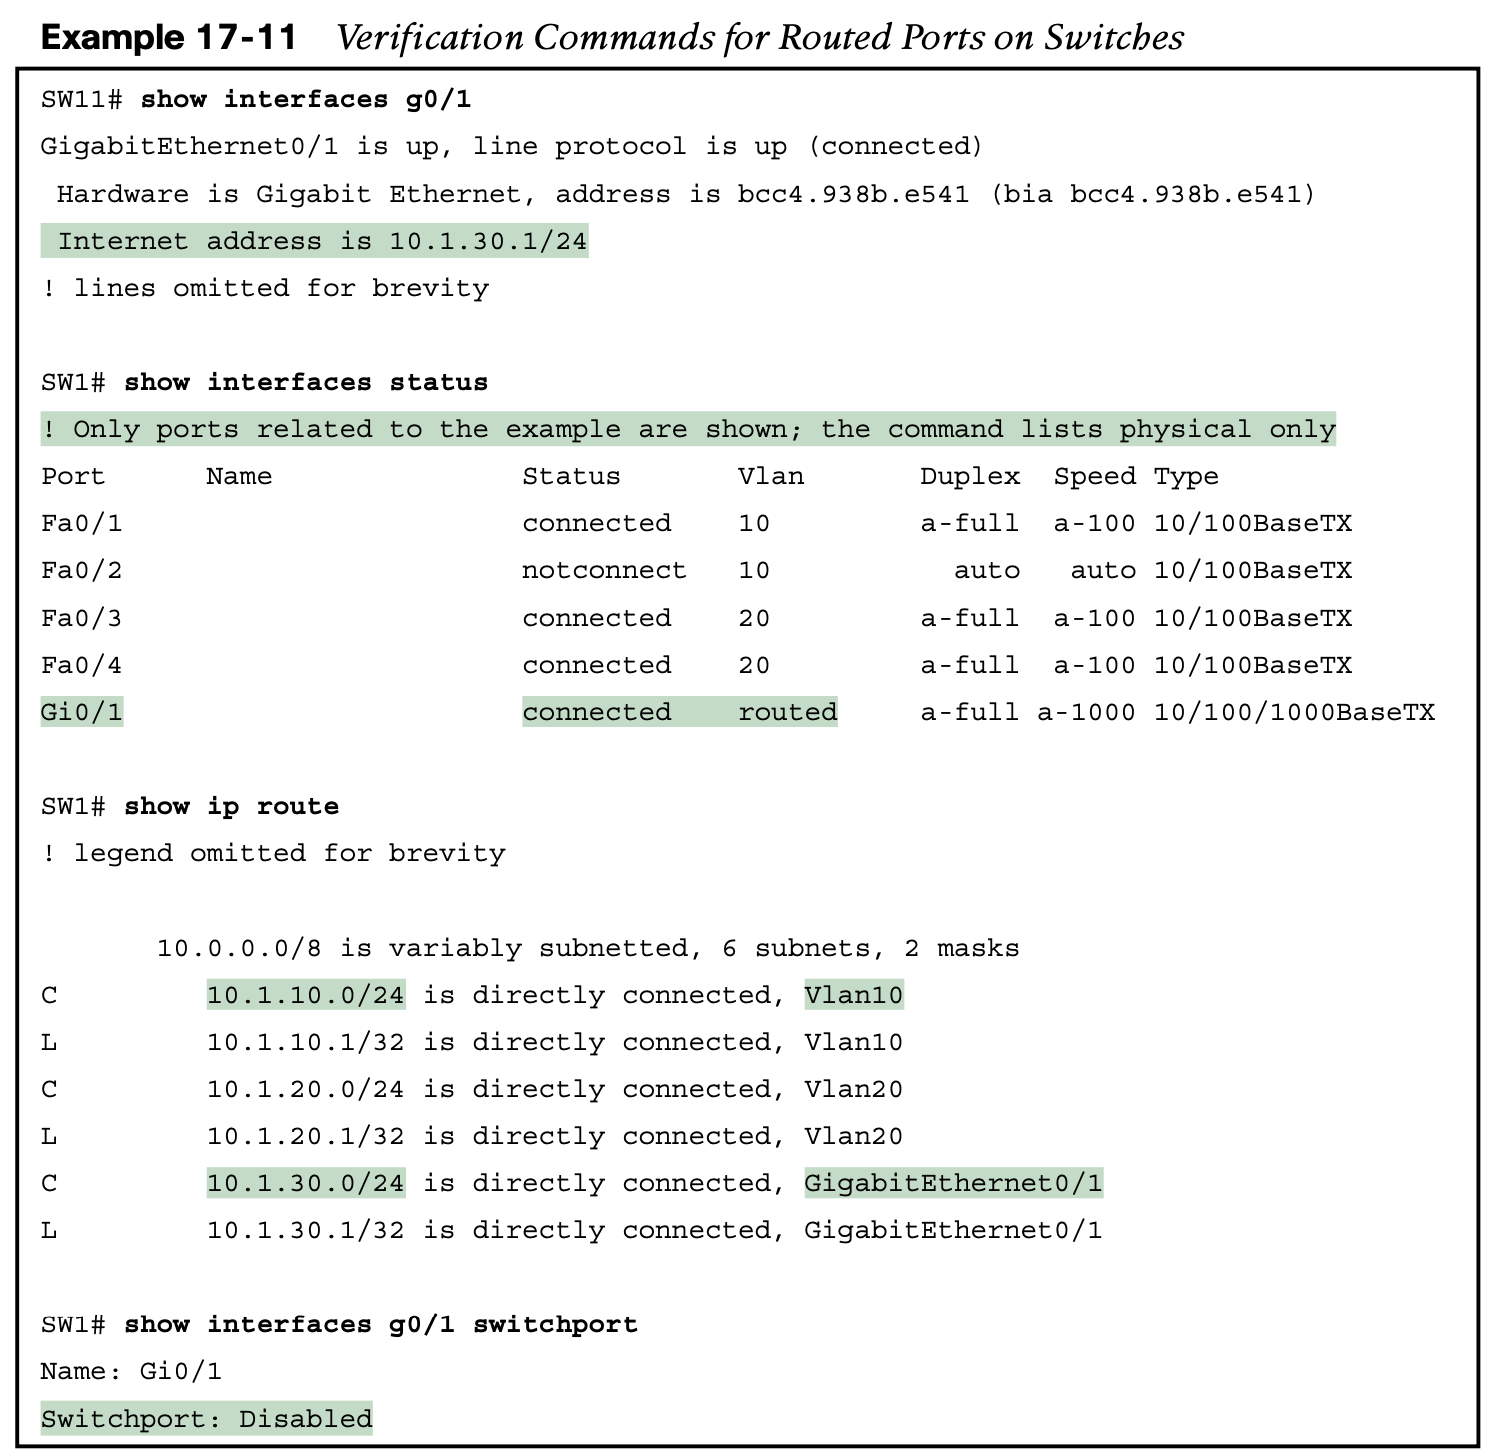 Example 17-11 Verification Commands for Routed Ports on Switches
SW11# show interfaces g0/1
GigabitEthernet0/1 is up, line protocol is up (connected)
Hardware is Gigabit Ethernet, address is bcc4.938b.e541 (bia bcc4.938b.e541)
Internet address is 10.1.30.1/24
! lines omitted for brevity
SW1# show interfaces status
! Only ports related to the example are shown; the command lists physical only
Port Name Status Vlan Duplex Speed Type
Fa0/1 connected 10 a-full a-100 10/100BaseTX
Fa0/2 notconnect 10 auto auto 10/100BaseTX
Fa0/3 connected 20 a-full a-100 10/100BaseTX
Fa0/4 connected 20 a-full a-100 10/100BaseTX
Gi0/1 connected routed a-full a-1000 10/100/1000BaseTX
SW1# show ip route
! legend omitted for brevity
10.0.0.0/8 is variably subnetted, 6 subnets, 2 masks
C 10.1.10.0/24 is directly connected, Vlan10
L 10.1.10.1/32 is directly connected, Vlan10
C 10.1.20.0/24 is directly connected, Vlan20
L 10.1.20.1/32 is directly connected, Vlan20
C 10.1.30.0/24 is directly connected, GigabitEthernet0/1
L 10.1.30.1/32 is directly connected, GigabitEthernet0/1
SW1# show interfaces g0/1 switchport
Name: Gi0/1
Switchport: Disabled